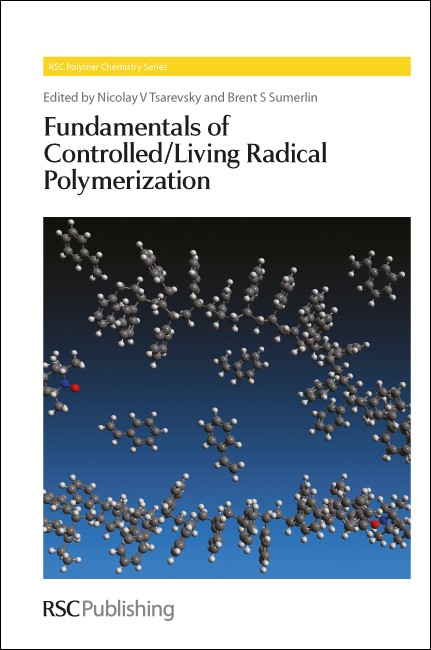 RSC Polymer Chemistry Series
Edited by Nicolay V Tsarevsky and Brent S Sumerlin
Fundamentals of
Controlled/Living Radical
Polymerization
RSCPublishing